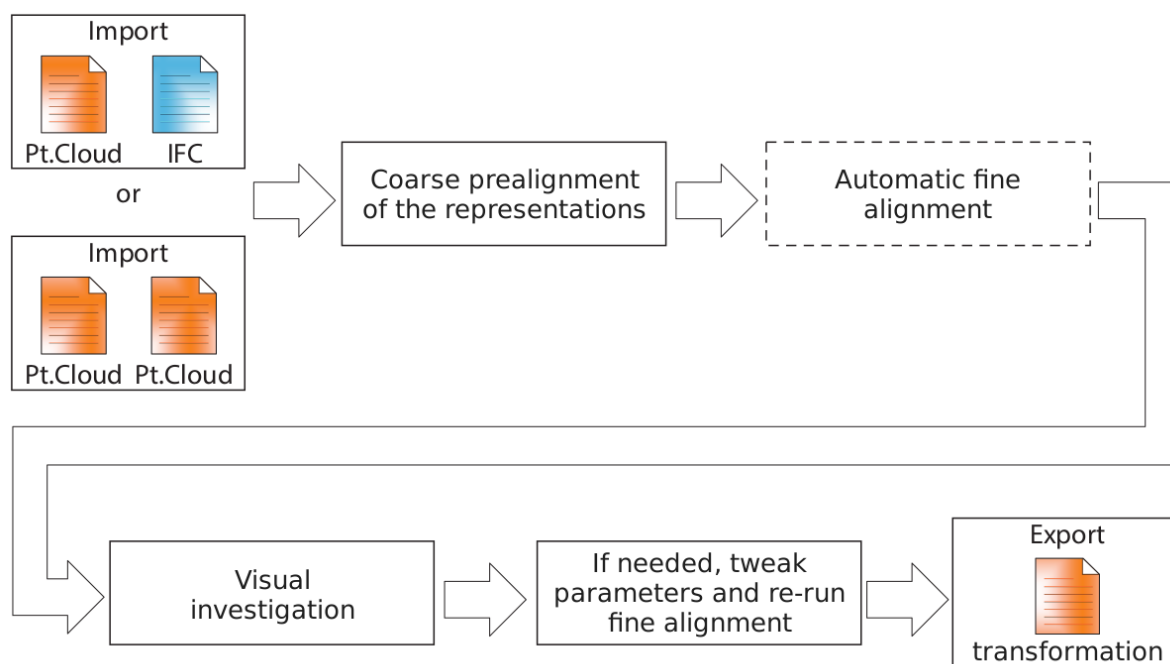 Import
Pt.Cloud IFC
or
Import
Pt.Cloud Pt.Cloud
Coarse prealignment
of the representations
Automatic fine
alignment
Visual
investigation
If needed, tweak
parameters and re-run
fine alignment
Export
transformation